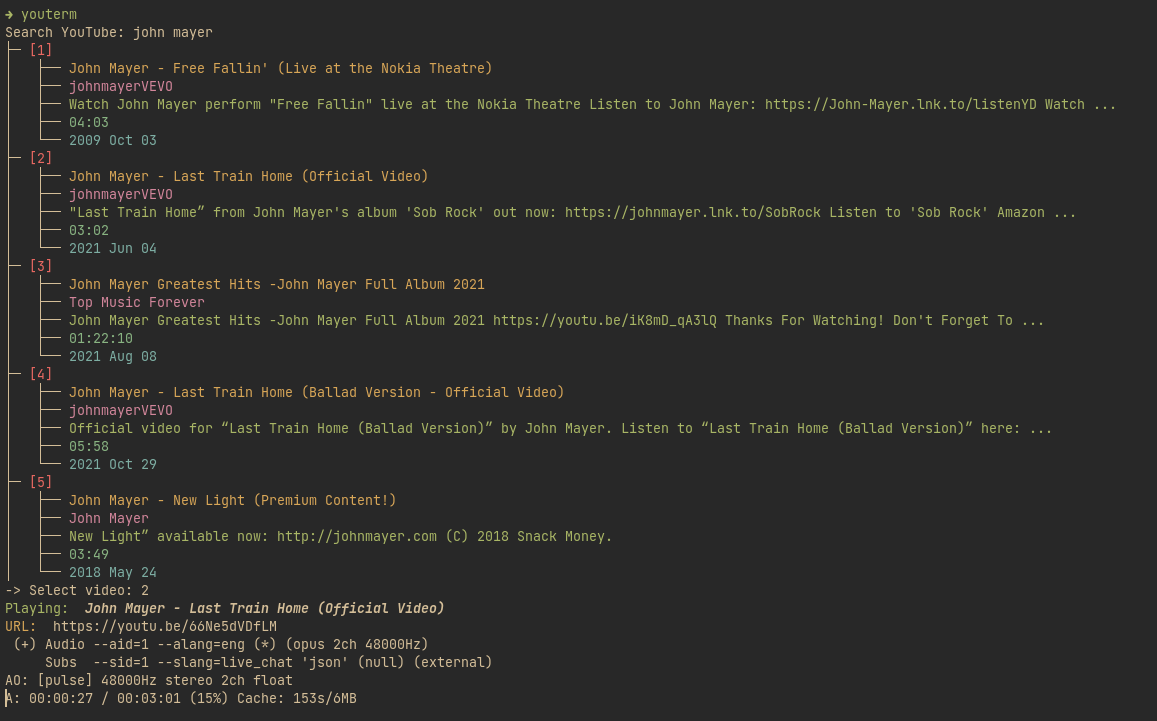 ➜ youterm
Search YouTube: john mayer
├─ [1]
│   ├── John Mayer - Free Fallin' (Live at the Nokia Theatre)
│   ├── johnmayerVEVO
│   ├── Watch John Mayer perform "Free Fallin" live at the Nokia Theatre Listen to John Mayer: https://John-Mayer.lnk.to/listenYD Watch ...
│   ├── 04:03
│   └── 2009 Oct 03
├─ [2]
│   ├── John Mayer - Last Train Home (Official Video)
│   ├── johnmayerVEVO
│   ├── "Last Train Home” from John Mayer's album 'Sob Rock' out now: https://johnmayer.lnk.to/SobRock Listen to 'Sob Rock' Amazon ...
│   ├── 03:02
│   └── 2021 Jun 04
├─ [3]
│   ├── John Mayer Greatest Hits -John Mayer Full Album 2021
│   ├── Top Music Forever
│   ├── John Mayer Greatest Hits -John Mayer Full Album 2021 https://youtu.be/iK8mD_qA3lQ Thanks For Watching! Don't Forget To ...
│   ├── 01:22:10
│   └── 2021 Aug 08
├─ [4]
│   ├── John Mayer - Last Train Home (Ballad Version - Official Video)
│   ├── johnmayerVEVO
│   ├── Official video for “Last Train Home (Ballad Version)” by John Mayer. Listen to “Last Train Home (Ballad Version)” here: ...
│   ├── 05:58
│   └── 2021 Oct 29
├─ [5]
│   ├── John Mayer - New Light (Premium Content!)
│   ├── John Mayer
│   ├── New Light” available now: http://johnmayer.com (C) 2018 Snack Money.
│   ├── 03:49
│   └── 2018 May 24
-> Select video: 2
Playing:  John Mayer - Last Train Home (Official Video)
URL:  https://youtu.be/66Ne5dVDfLM
 (+) Audio --aid=1 --alang=eng (*) (opus 2ch 48000Hz)
     Subs  --sid=1 --slang=live_chat 'json' (null) (external)
AO: [pulse] 48000Hz stereo 2ch float
A: 00:00:27 / 00:03:01 (15%) Cache: 153s/6MB